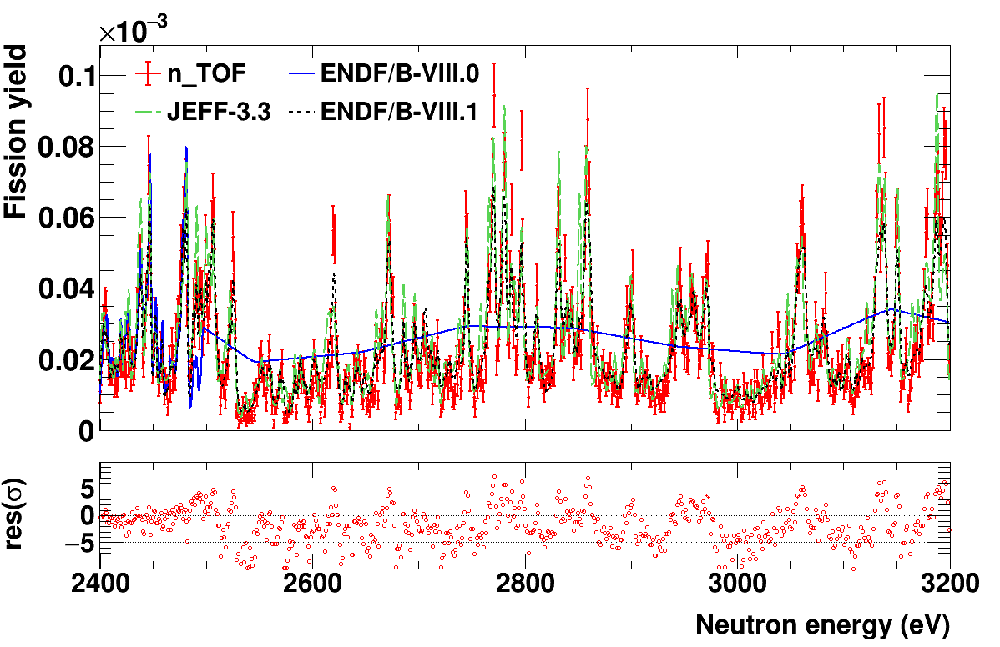 ×10⁻³
Fission yield
n_TOF
ENDF/B-VIII.0
JEFF-3.3
ENDF/B-VIII.1
0.1
0.08
0.06
0.04
0.02
0
res(σ)
5
0
−5
2400 2600 2800 3000 3200
Neutron energy (eV)